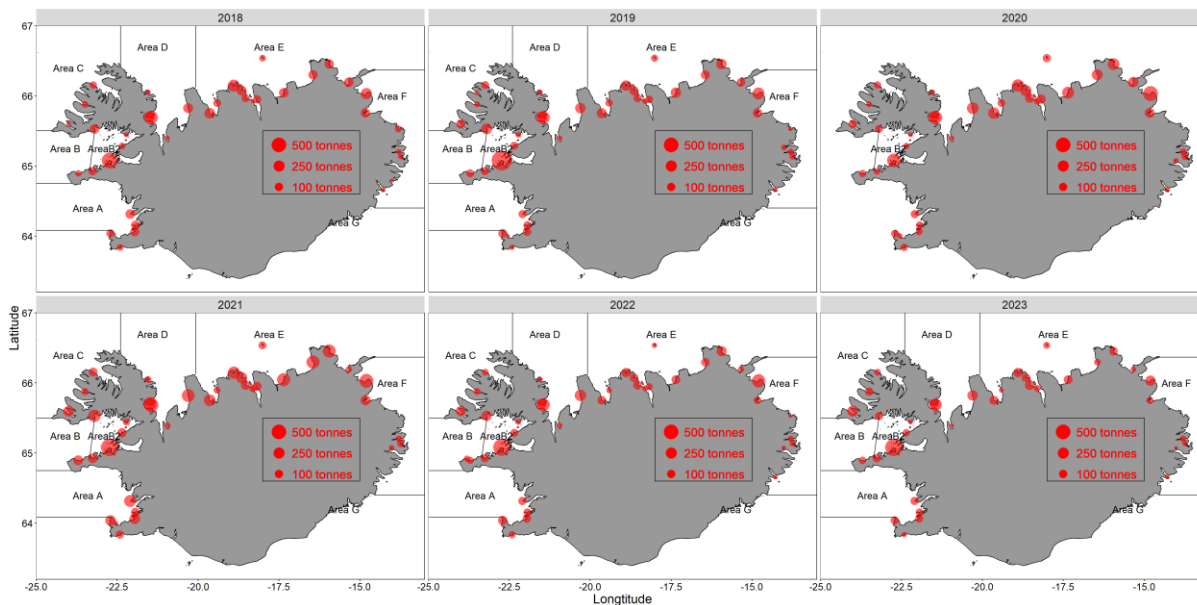 2018
2019
2020
67
Area D
Area E
Area C
66
Area F
Area B
AreaB2
65
Area A
Area G
64
500 tonnes
250 tonnes
100 tonnes
Area D
Area E
Area C
Area F
Area B
AreaB2
Area A
Area G
500 tonnes
250 tonnes
100 tonnes
AreaB2
500 tonnes
250 tonnes
100 tonnes
Latitude
2021
2022
2023
67
Area D
Area E
Area C
66
Area F
Area B
AreaB2
65
Area A
Area G
64
500 tonnes
250 tonnes
100 tonnes
Area D
Area E
Area C
Area F
Area B
AreaB2
Area A
Area G
500 tonnes
250 tonnes
100 tonnes
Area D
Area E
Area C
Area F
Area B
AreaB2
Area A
Area G
500 tonnes
250 tonnes
100 tonnes
-25.0 -22.5 -20.0 -17.5 -15.0
-25.0 -22.5 -20.0 -17.5 -15.0
-25.0 -22.5 -20.0 -17.5 -15.0
Longtitude